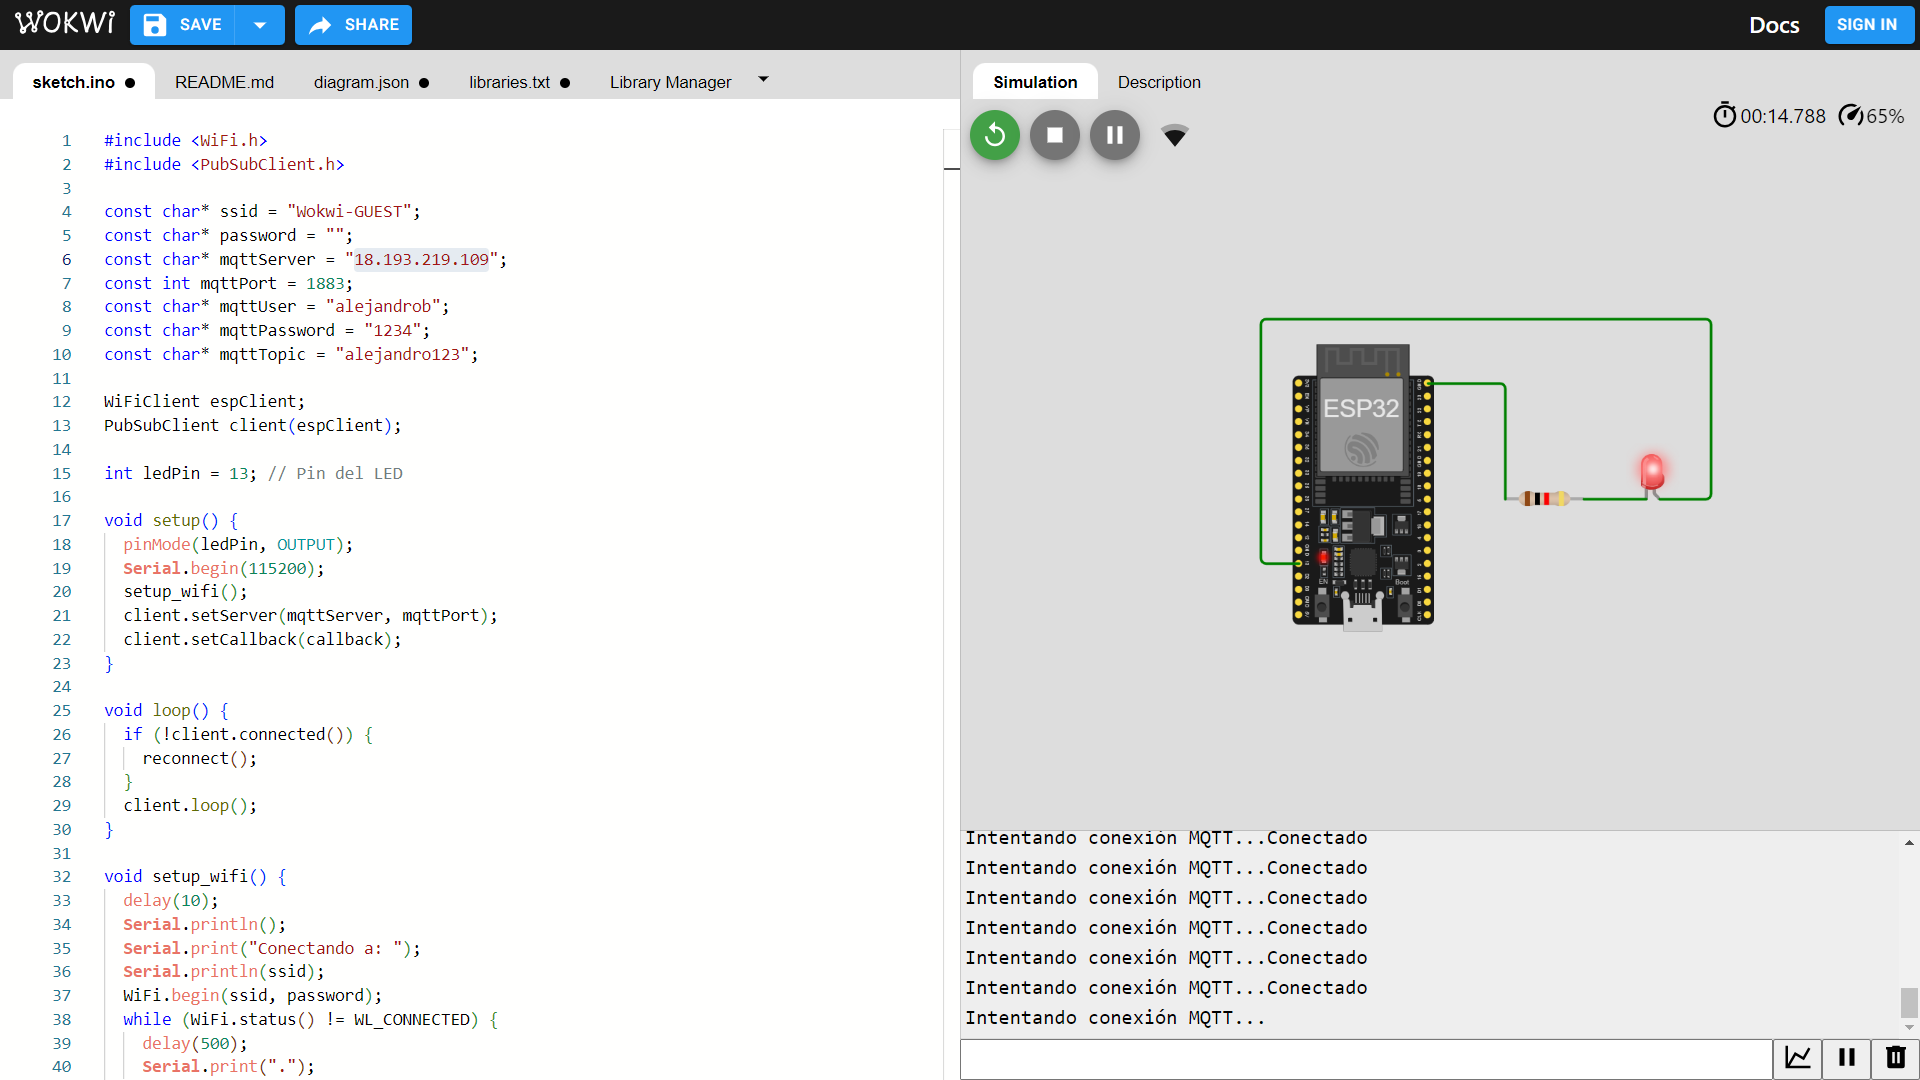 WOKWi
SAVE
SHARE
Docs
SIGN IN
sketch.ino ●
README.md
diagram.json ●
libraries.txt ●
Library Manager
Simulation
Description
00:14.788
65%
1 #include <WiFi.h>
2 #include <PubSubClient.h>
3
4 const char* ssid = "Wokwi-GUEST";
5 const char* password = "";
6 const char* mqttServer = "18.193.219.109";
7 const int mqttPort = 1883;
8 const char* mqttUser = "alejandrob";
9 const char* mqttPassword = "1234";
10 const char* mqttTopic = "alejandro123";
11
12 WiFiClient espClient;
13 PubSubClient client(espClient);
14
15 int ledPin = 13; // Pin del LED
16
17 void setup() {
18 pinMode(ledPin, OUTPUT);
19 Serial.begin(115200);
20 setup_wifi();
21 client.setServer(mqttServer, mqttPort);
22 client.setCallback(callback);
23 }
24
25 void loop() {
26 if (!client.connected()) {
27 reconnect();
28 }
29 client.loop();
30 }
31
32 void setup_wifi() {
33 delay(10);
34 Serial.println();
35 Serial.print("Conectando a: ");
36 Serial.println(ssid);
37 WiFi.begin(ssid, password);
38 while (WiFi.status() != WL_CONNECTED) {
39 delay(500);
40 Serial.print(".");
ESP32
EN
Boot
Intentando conexión MQTT...Conectado
Intentando conexión MQTT...Conectado
Intentando conexión MQTT...Conectado
Intentando conexión MQTT...Conectado
Intentando conexión MQTT...Conectado
Intentando conexión MQTT...Conectado
Intentando conexión MQTT...